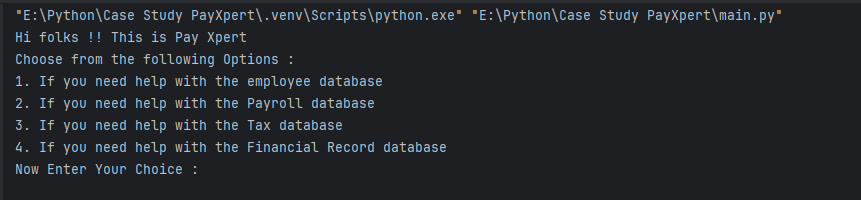 "E:\Python\Case Study PayXpert\.venv\Scripts\python.exe" "E:\Python\Case Study PayXpert\main.py"
Hi folks !! This is Pay Xpert
Choose from the following Options :
1. If you need help with the employee database
2. If you need help with the Payroll database
3. If you need help with the Tax database
4. If you need help with the Financial Record database
Now Enter Your Choice :